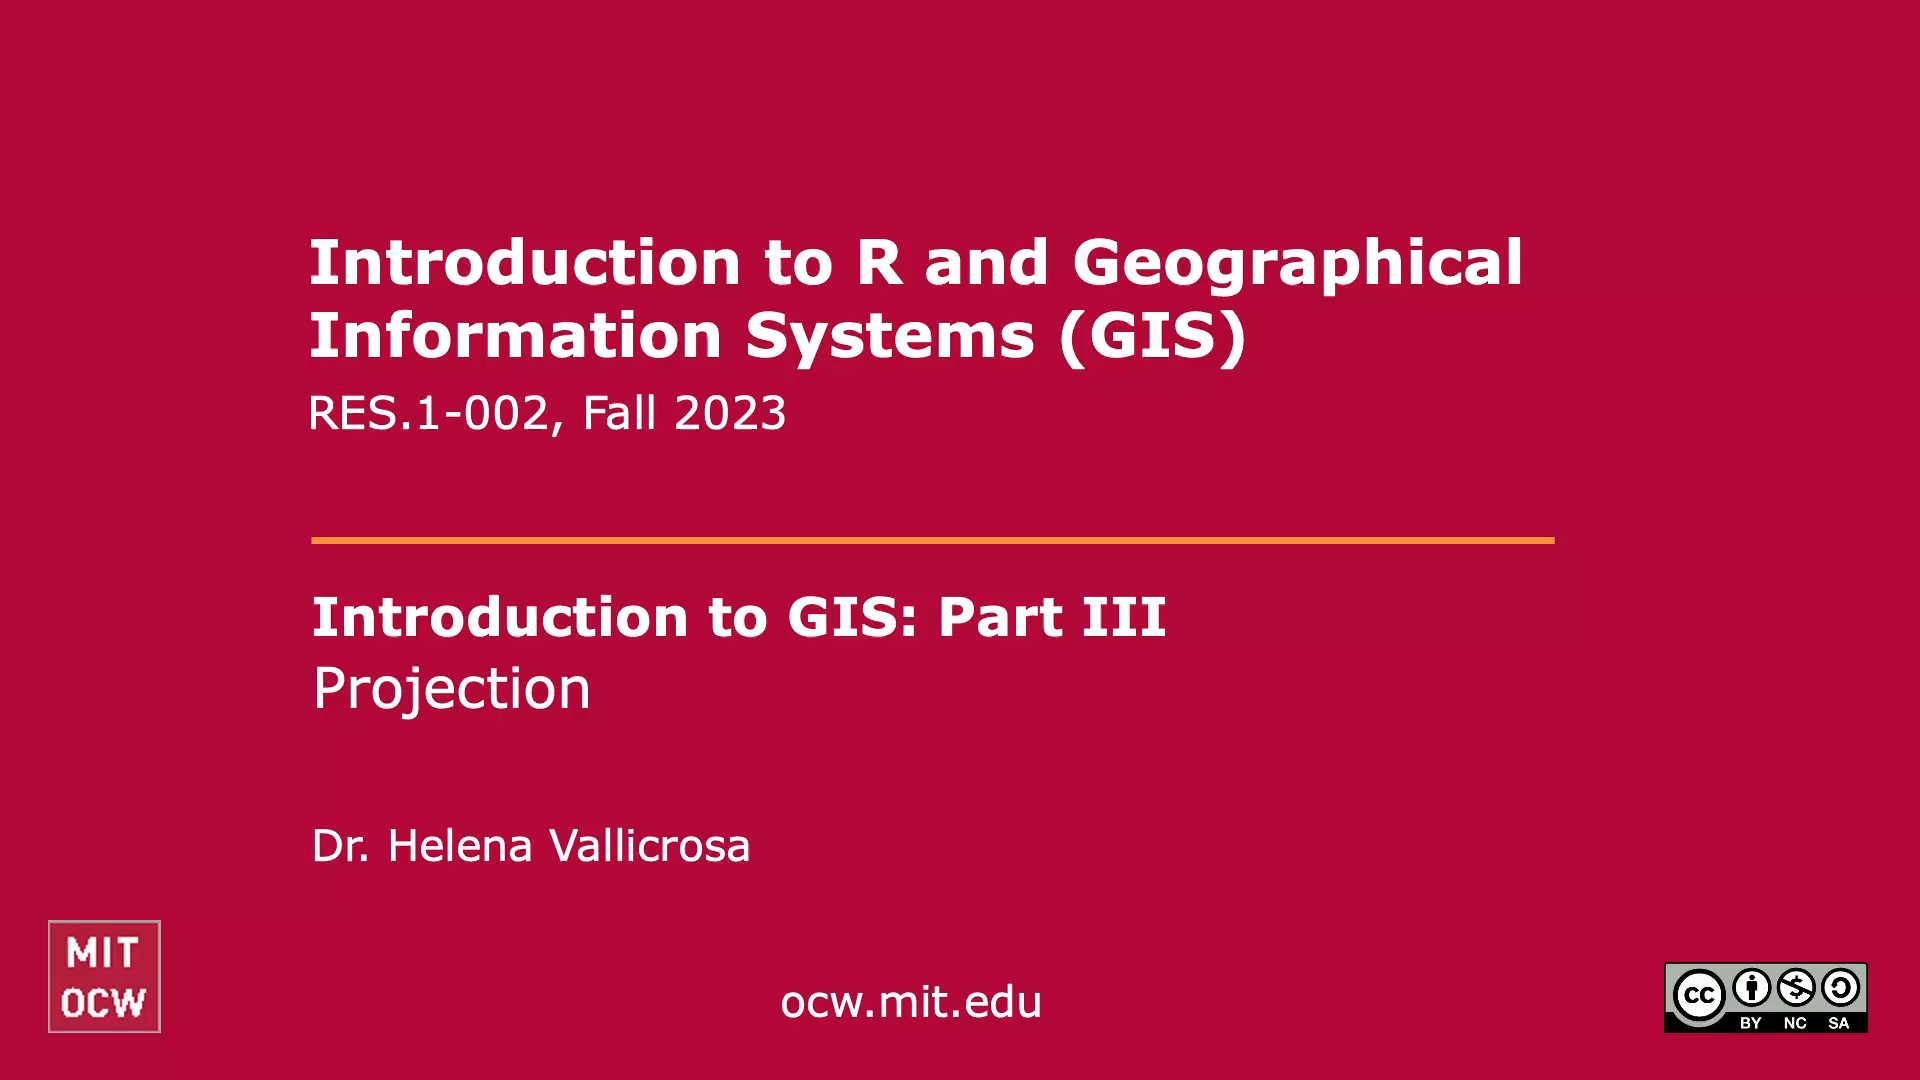 Introduction to R and Geographical
Information Systems (GIS)
RES.1-002, Fall 2023
Introduction to GIS: Part III
Projection
Dr. Helena Vallicrosa
MIT
OCW
ocw.mit.edu
cc
BY NC SA